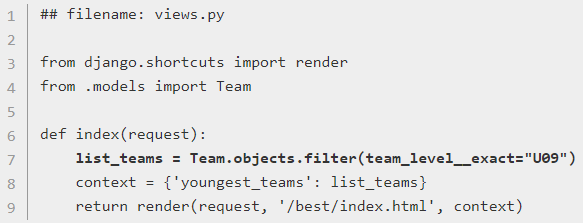 1 ## filename: views.py
2
3 from django.shortcuts import render
4 from .models import Team
5
6 def index(request):
7     list_teams = Team.objects.filter(team_level__exact="U09")
8     context = {'youngest_teams': list_teams}
9     return render(request, '/best/index.html', context)